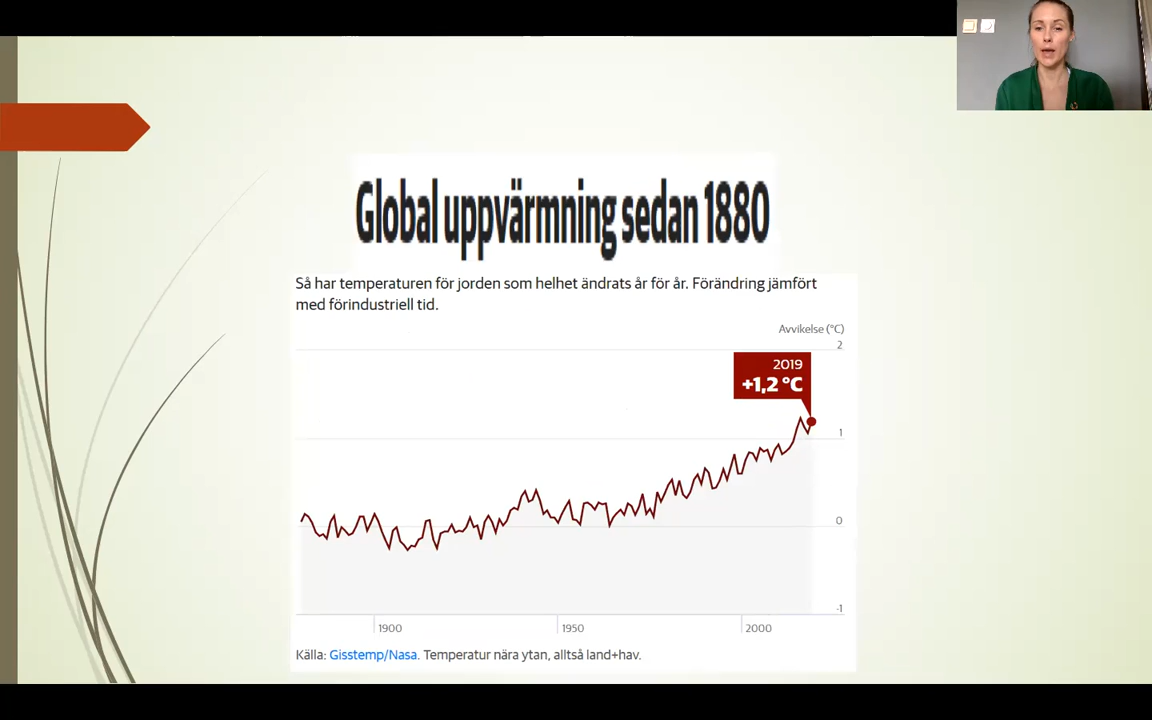 Global uppvärmning sedan 1880
Så har temperaturen för jorden som helhet ändrats år för år. Förändring jämfört
med förindustriell tid.
Avvikelse (°C)
2
2019
+1,2 °C
1
0
-1
1900
1950
2000
Källa: Gisstemp/Nasa. Temperatur nära ytan, alltså land+hav.